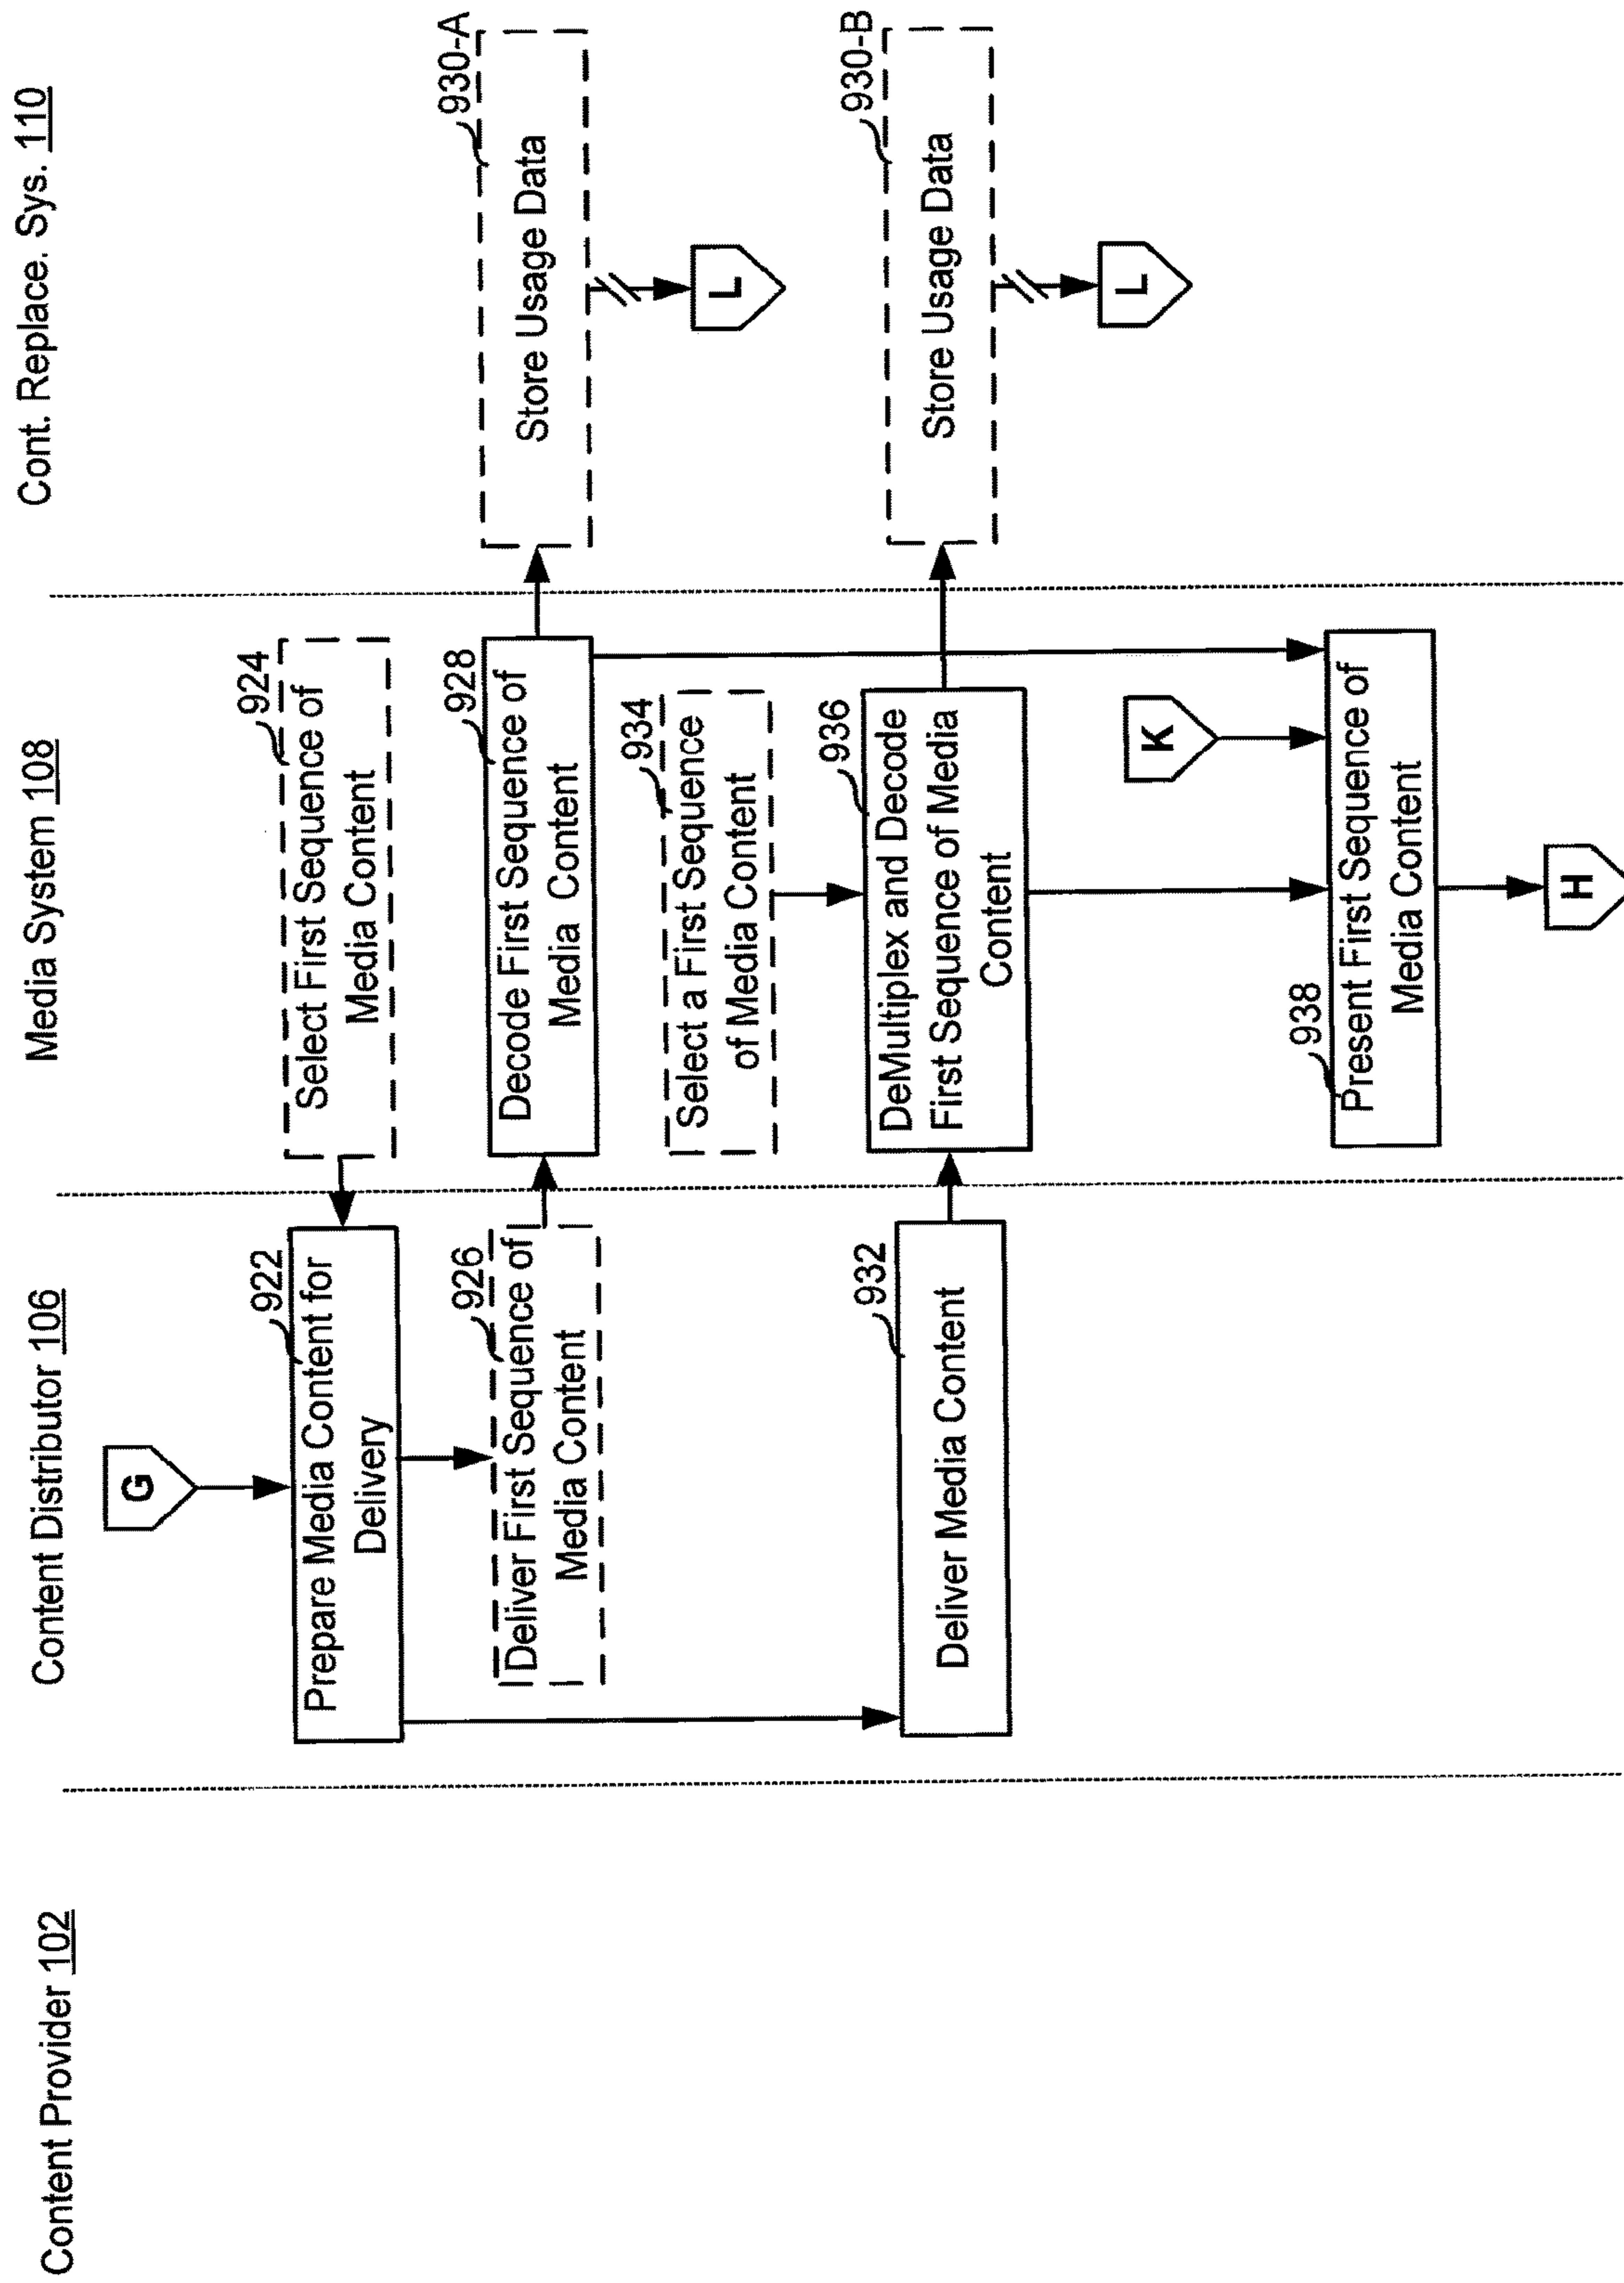 Content Provider 102
Content Distributor 106
Media System 108
Cont. Replace. Sys. 110
G
922
Prepare Media Content for
Delivery
924
Select First Sequence of
Media Content
926
Deliver First Sequence of
Media Content
928
Decode First Sequence of
Media Content
930-A
Store Usage Data
L
934
Select a First Sequence
of Media Content
932
Deliver Media Content
936
DeMultiplex and Decode
First Sequence of Media
Content
930-B
Store Usage Data
L
K
938
Present First Sequence of
Media Content
H